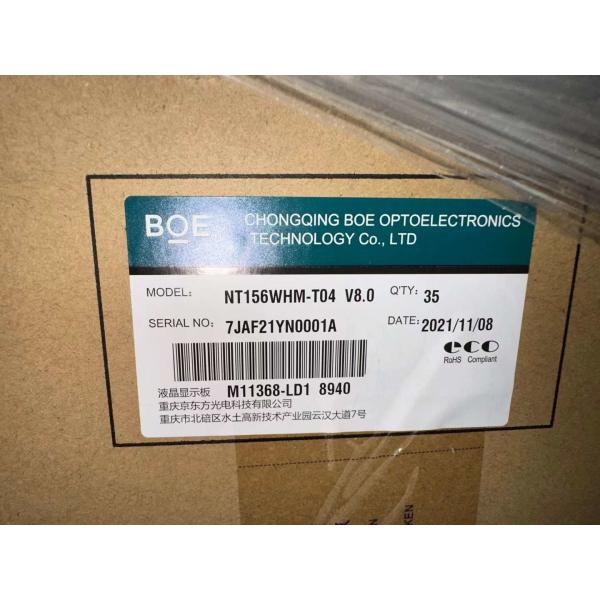 BOE CHONGQING BOE OPTOELECTRONICS
TECHNOLOGY Co., LTD
MODEL: NT156WHM-T04 V8.0 Q'TY: 35
SERIAL NO: 7JAF21YN0001A DATE: 2021/11/08
eco
RoHS Compliant
液晶显示板 M11368-LD1 8940
重庆京东方光电科技有限公司
重庆市北碚区水土高新技术产业园云汉大道7号